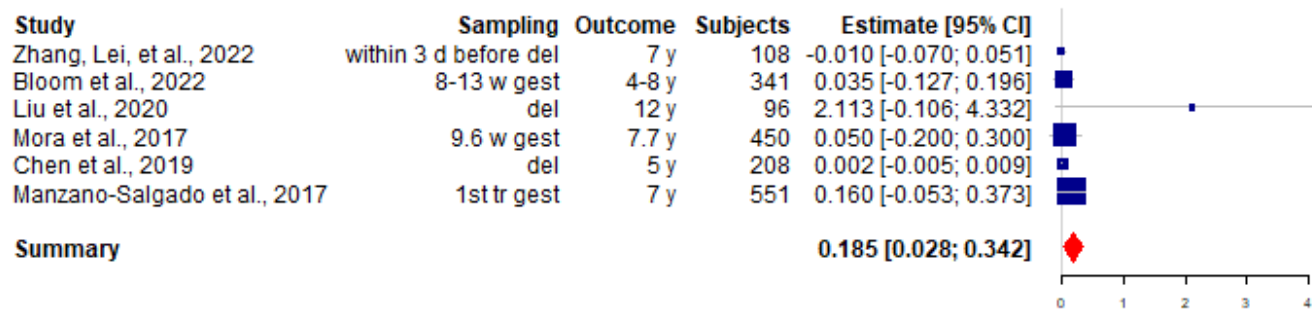 Study Sampling Outcome Subjects Estimate [95% CI]
Zhang, Lei, et al., 2022 within 3 d before del 7 y 108 -0.010 [-0.070; 0.051]
Bloom et al., 2022 8-13 w gest 4-8 y 341 0.035 [-0.127; 0.196]
Liu et al., 2020 del 12 y 96 2.113 [-0.106; 4.332]
Mora et al. 2017 9.6 w gest 7.7 y 450 0.050 [-0.200; 0.300]
Chen et al., 2019 del 5 y 208 0.002 [-0.005; 0.009]
Manzano-Salgado et al., 2017 1st tr gest 7 y 551 0.160 [-0.053; 0.373]
Summary 0.185 [0.028; 0.342]
0 1 2 3 4